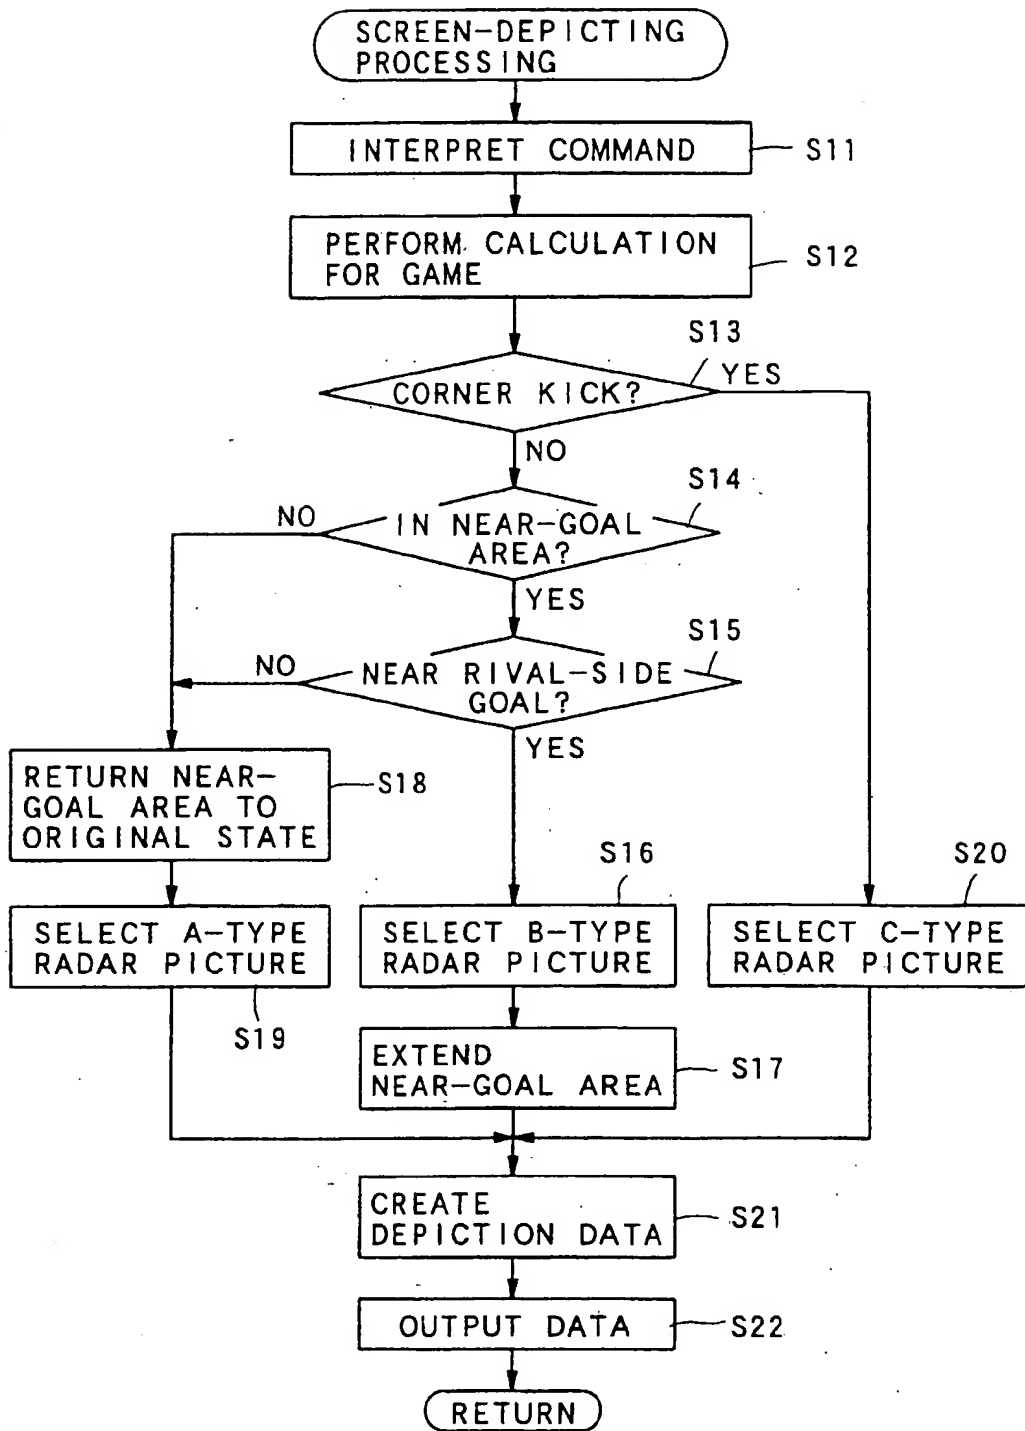 SCREEN-DEPICTING
PROCESSING
INTERPRET COMMAND
S11
PERFORM CALCULATION
FOR GAME
S12
S13
CORNER KICK?
YES
NO
S14
NO
IN NEAR-GOAL
AREA?
YES
S15
NO
NEAR RIVAL-SIDE
GOAL?
YES
RETURN NEAR-
GOAL AREA TO
ORIGINAL STATE
S18
S16
S20
SELECT A-TYPE
RADAR PICTURE
SELECT B-TYPE
RADAR PICTURE
SELECT C-TYPE
RADAR PICTURE
S19
EXTEND
NEAR-GOAL AREA
S17
CREATE
DEPICTION DATA
S21
OUTPUT DATA
S22
RETURN